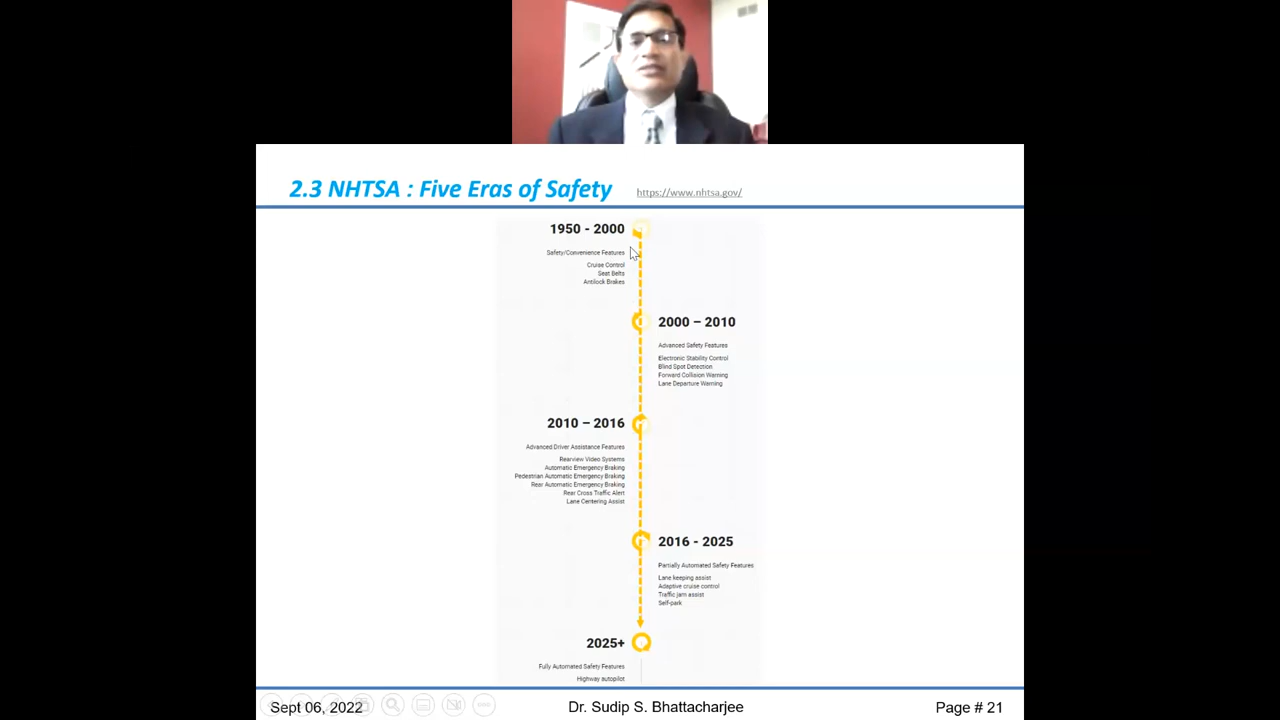 2.3 NHTSA : Five Eras of Safety
https://www.nhtsa.gov/
1950 - 2000
Safety/Convenience Features
Cruise Control
Seat Belts
Antilock Brakes
2000 – 2010
Advanced Safety Features
Electronic Stability Control
Blind Spot Detection
Forward Collision Warning
Lane Departure Warning
2010 – 2016
Advanced Driver Assistance Features
Rearview Video Systems
Automatic Emergency Braking
Pedestrian Automatic Emergency Braking
Rear Automatic Emergency Braking
Rear Cross Traffic Alert
Lane Centering Assist
2016 - 2025
Partially Automated Safety Features
Lane keeping assist
Adaptive cruise control
Traffic jam assist
Self-park
2025+
Fully Automated Safety Features
Highway autopilot
Sept 06, 2022
Dr. Sudip S. Bhattacharjee
Page # 21